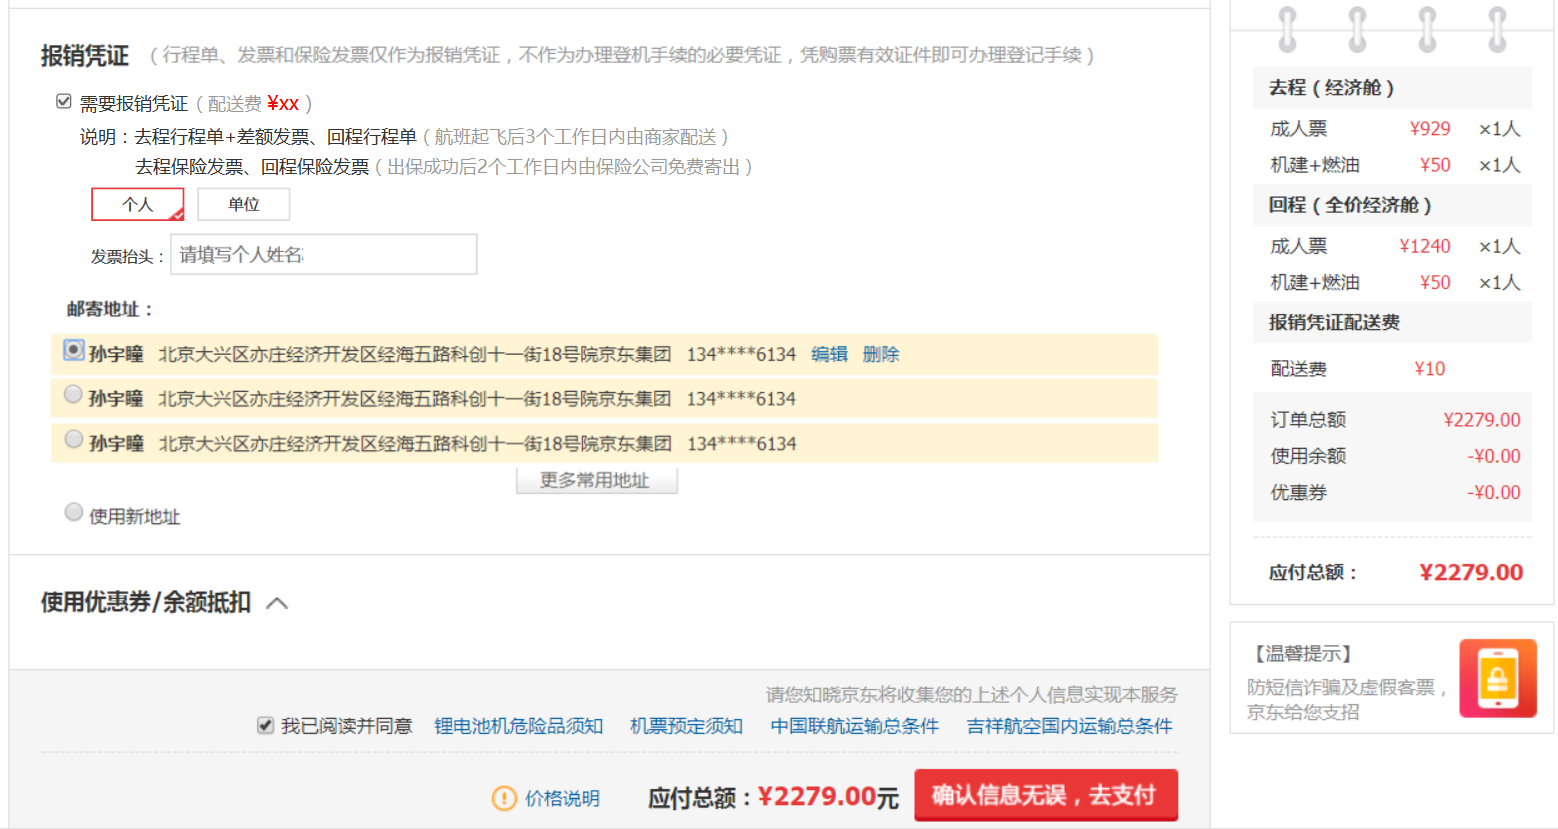 报销凭证 （行程单、发票和保险发票仅作为报销凭证，不作为办理登机手续的必要凭证，凭购票有效证件即可办理登记手续）
需要报销凭证（配送费 ¥xx ）
说明：去程行程单+差额发票、回程行程单（航班起飞后3个工作日内由商家配送）
去程保险发票、回程保险发票（出保成功后2个工作日内由保险公司免费寄出）
个人 单位
发票抬头： 请填写个人姓名
邮寄地址：
孙宇曈 北京大兴区亦庄经济开发区经海五路科创十一街18号院京东集团 134****6134 编辑 删除
孙宇曈 北京大兴区亦庄经济开发区经海五路科创十一街18号院京东集团 134****6134
孙宇曈 北京大兴区亦庄经济开发区经海五路科创十一街18号院京东集团 134****6134
更多常用地址
使用新地址
使用优惠券/余额抵扣
请您知晓京东将收集您的上述个人信息实现本服务
我已阅读并同意 锂电池机危险品须知 机票预定须知 中国联航运输总条件 吉祥航空国内运输总条件
价格说明 应付总额：¥2279.00元 确认信息无误，去支付
去程（经济舱）
成人票 ¥929 ×1人
机建+燃油 ¥50 ×1人
回程（全价经济舱）
成人票 ¥1240 ×1人
机建+燃油 ¥50 ×1人
报销凭证配送费
配送费 ¥10
订单总额 ¥2279.00
使用余额 -¥0.00
优惠券 -¥0.00
应付总额： ¥2279.00
【温馨提示】
防短信诈骗及虚假客票，
京东给您支招